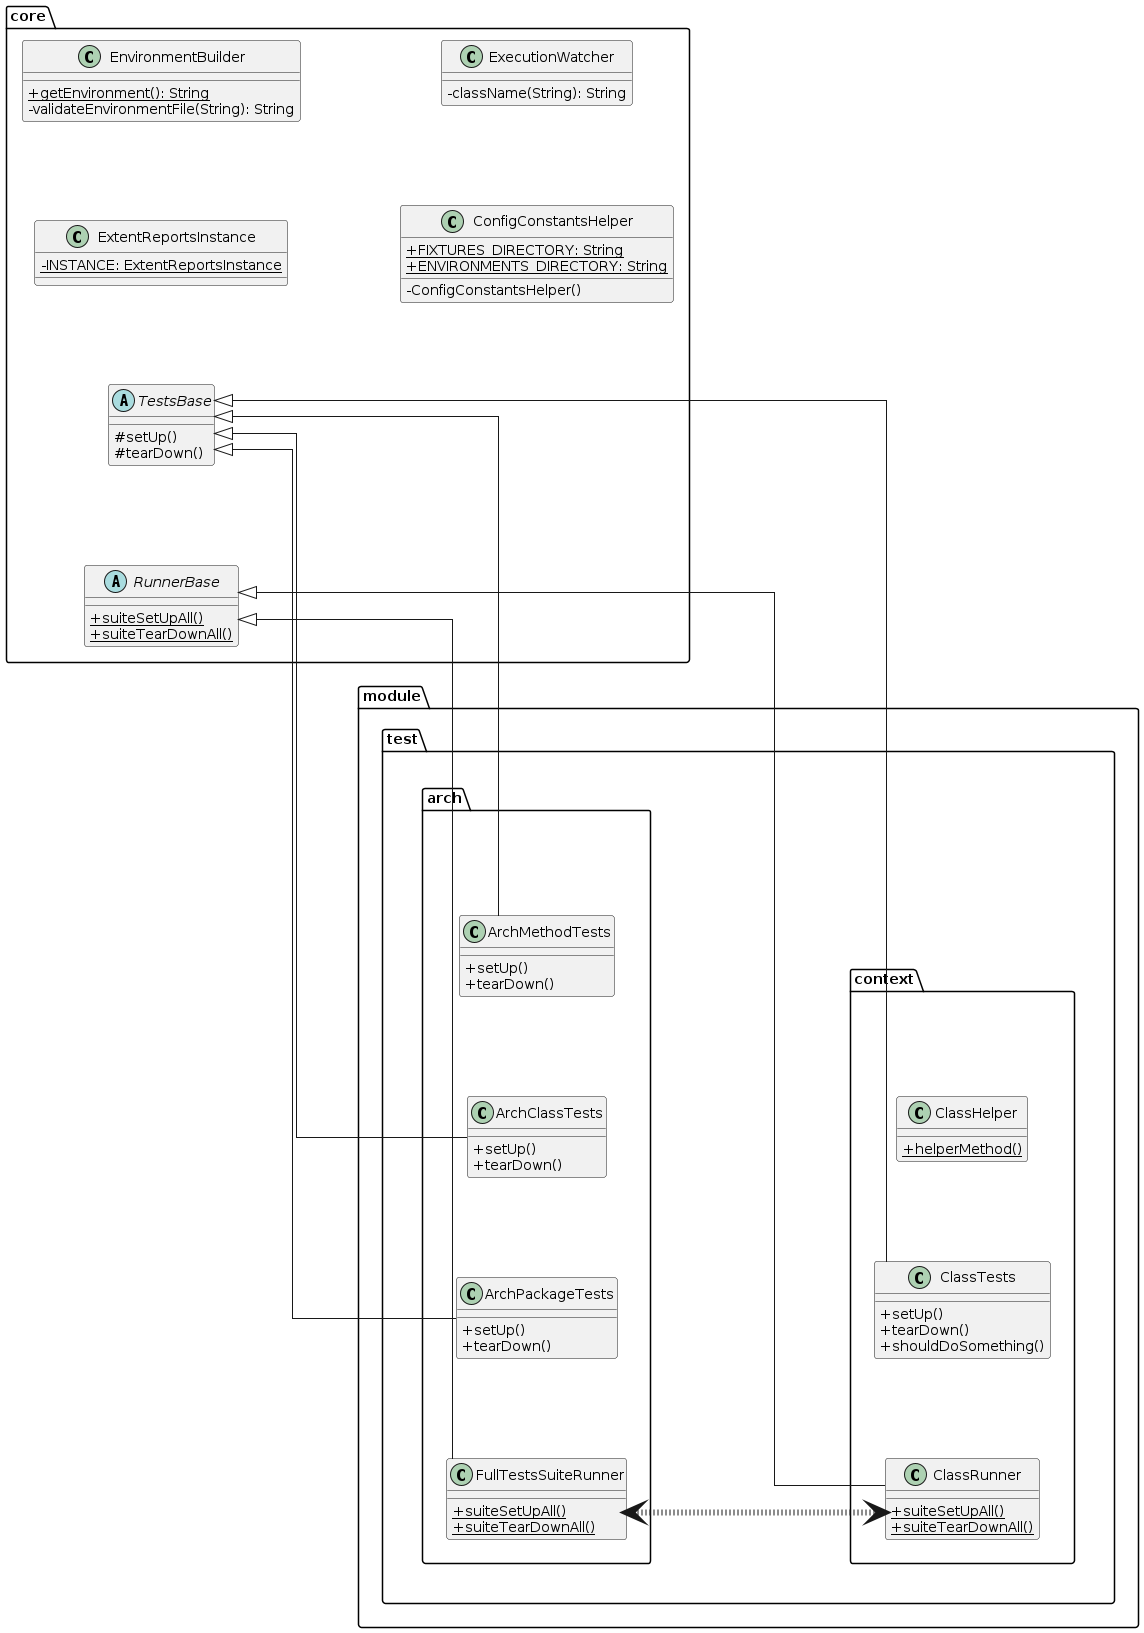 core
C EnvironmentBuilder
+getEnvironment(): String
-validateEnvironmentFile(String): String
C ExecutionWatcher
-className(String): String
C ExtentReportsInstance
-INSTANCE: ExtentReportsInstance
C ConfigConstantsHelper
+FIXTURES_DIRECTORY: String
+ENVIRONMENTS_DIRECTORY: String
-ConfigConstantsHelper()
A TestsBase
#setUp()
#tearDown()
A RunnerBase
+suiteSetUpAll()
+suiteTearDownAll()
module
test
arch
C ArchMethodTests
+setUp()
+tearDown()
C ArchClassTests
+setUp()
+tearDown()
C ArchPackageTests
+setUp()
+tearDown()
C FullTestsSuiteRunner
+suiteSetUpAll()
+suiteTearDownAll()
context
C ClassHelper
+helperMethod()
C ClassTests
+setUp()
+tearDown()
+shouldDoSomething()
C ClassRunner
+suiteSetUpAll()
+suiteTearDownAll()